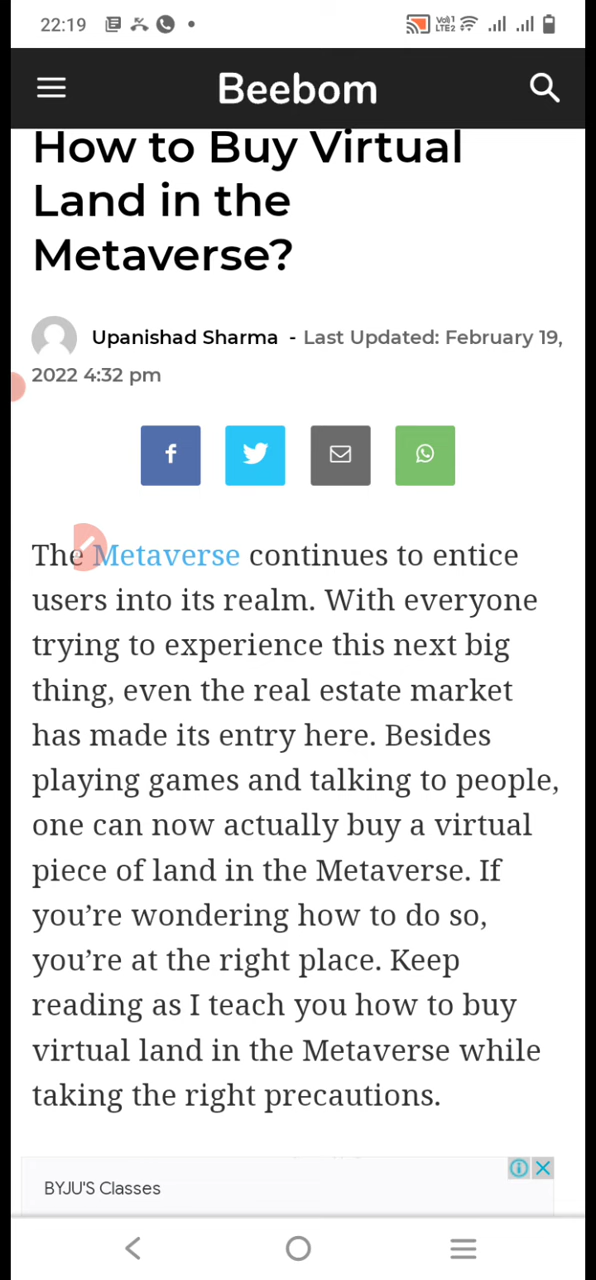 22:19
Vo)) 1
LTE2
Beebom
How to Buy Virtual
Land in the
Metaverse?
Upanishad Sharma - Last Updated: February 19,
2022 4:32 pm
f
The Metaverse continues to entice
users into its realm. With everyone
trying to experience this next big
thing, even the real estate market
has made its entry here. Besides
playing games and talking to people,
one can now actually buy a virtual
piece of land in the Metaverse. If
you’re wondering how to do so,
you’re at the right place. Keep
reading as I teach you how to buy
virtual land in the Metaverse while
taking the right precautions.
BYJU'S Classes